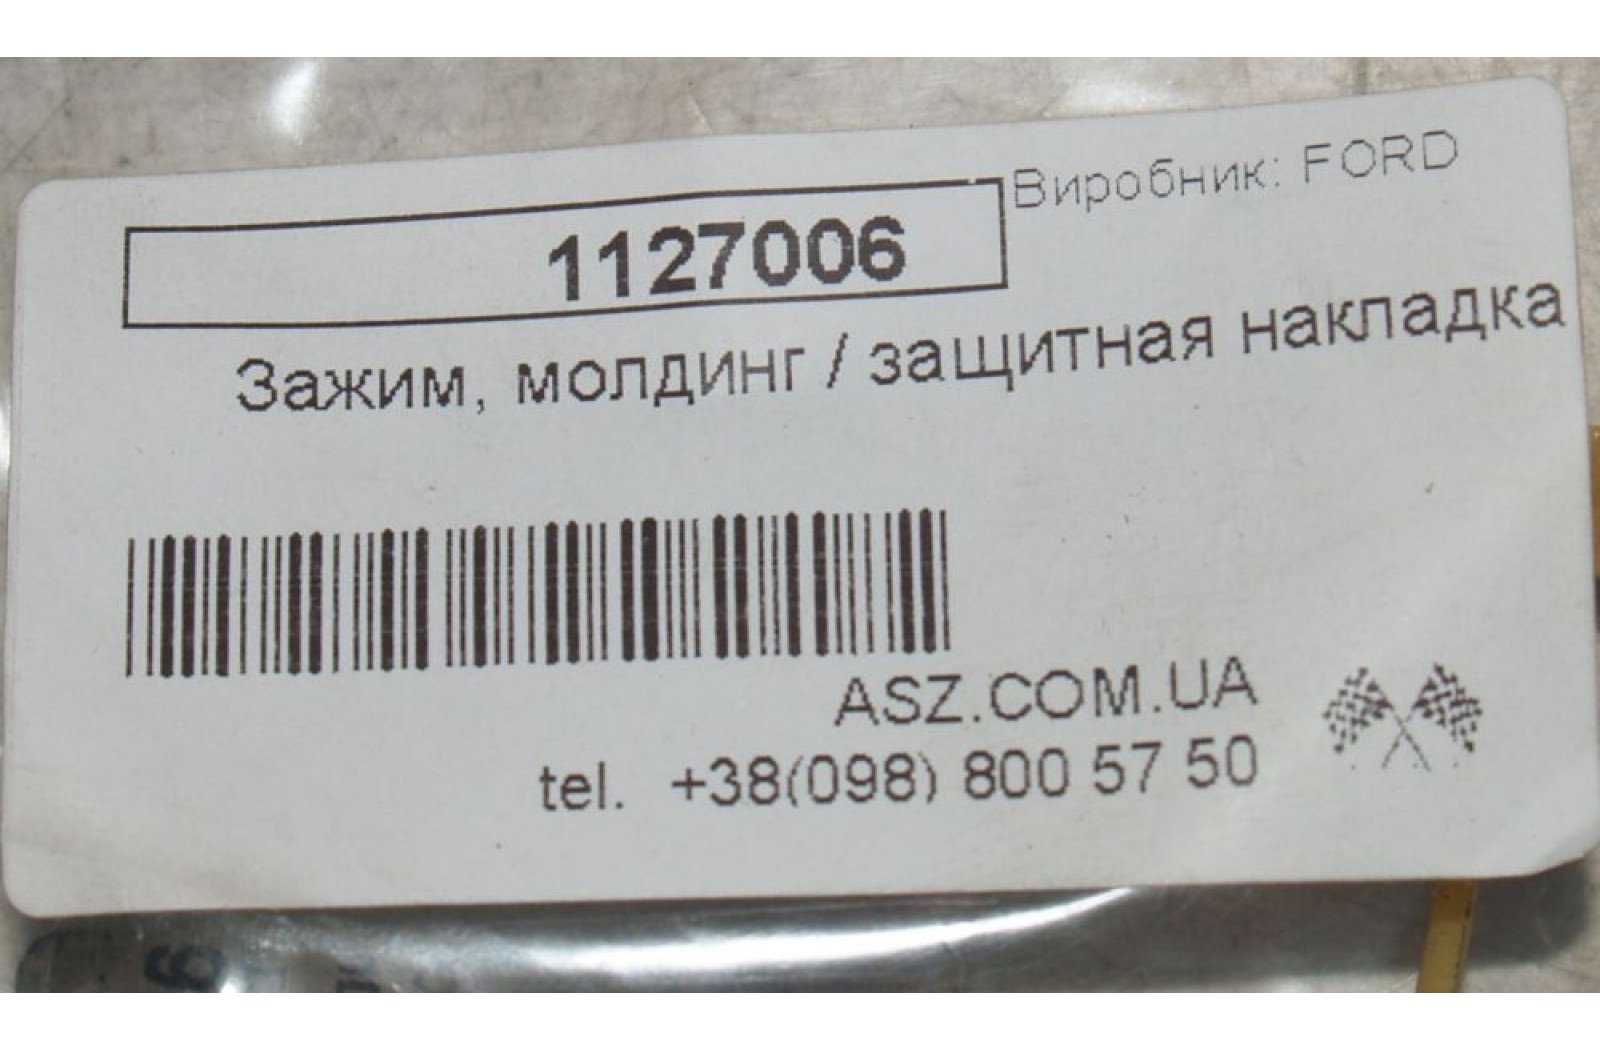 1127006
Виробник: FORD
Зажим, молдинг / защитная накладка
ASZ.COM.UA
tel. +38(098) 800 57 50